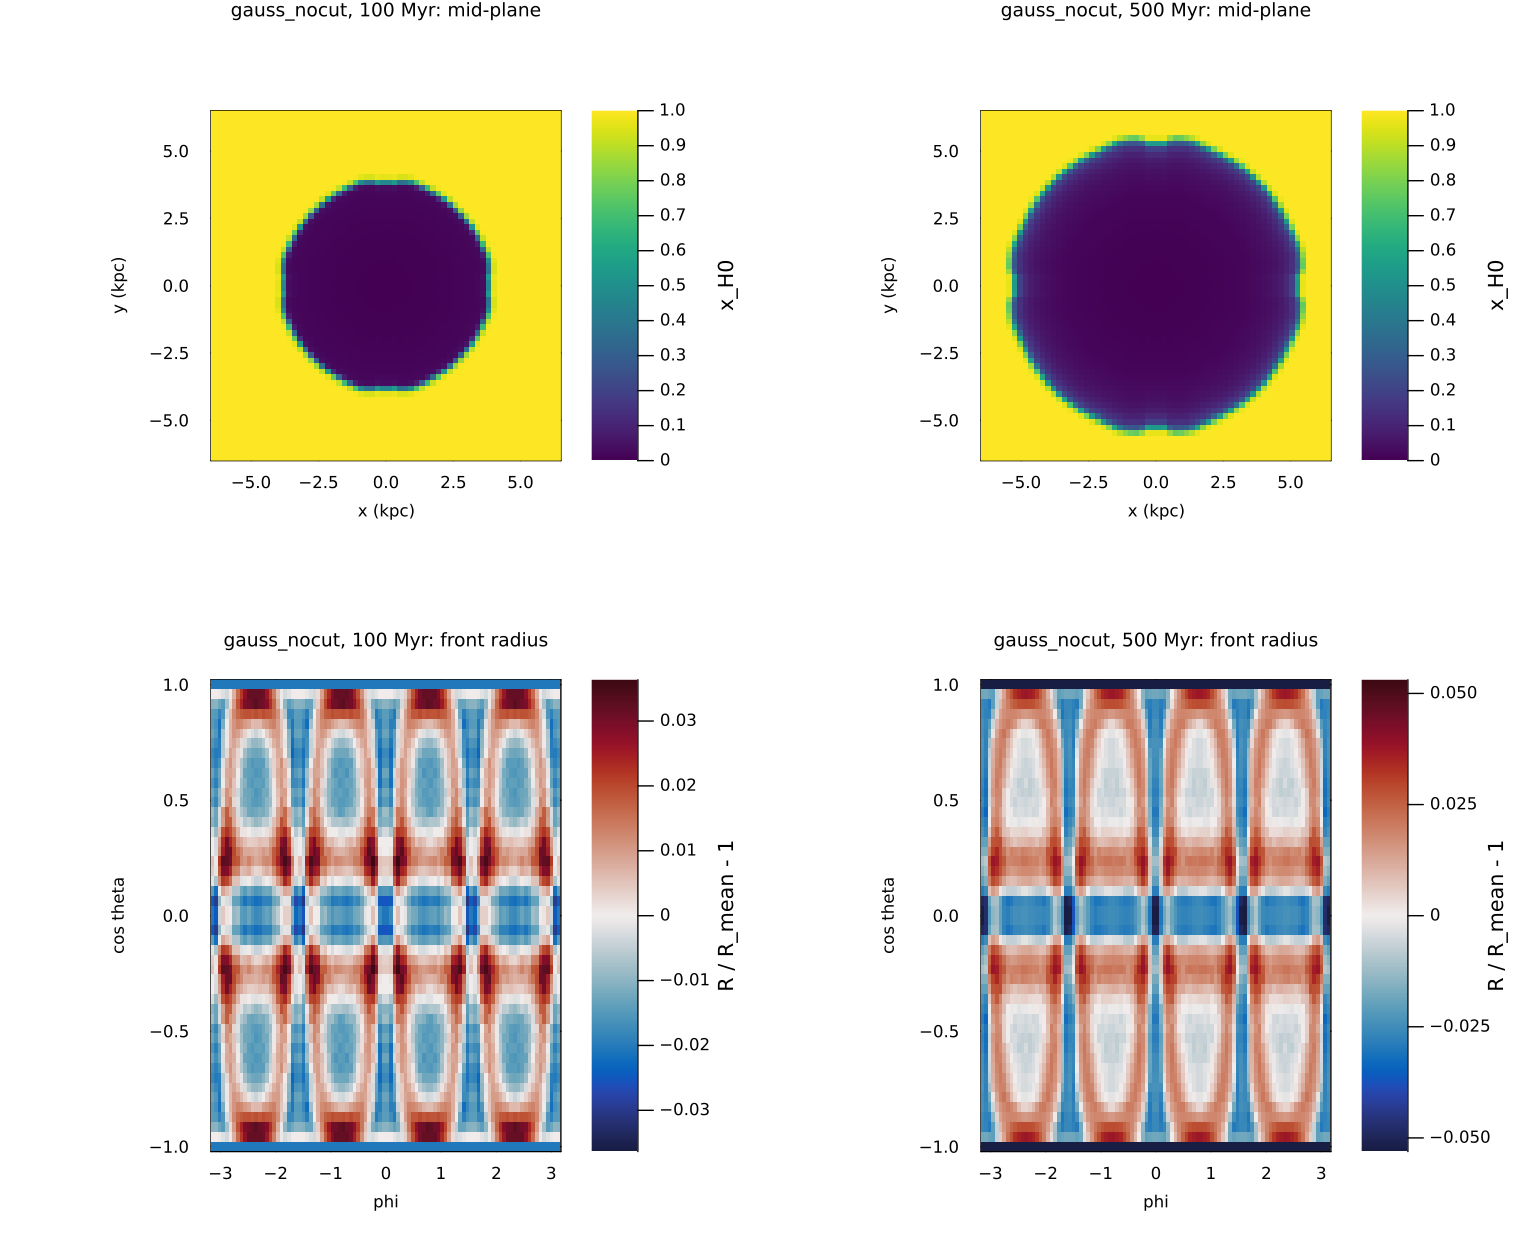 gauss_nocut, 100 Myr: mid-plane
gauss_nocut, 500 Myr: mid-plane
5.0
2.5
0.0
−2.5
−5.0
y (kpc)
−5.0 −2.5 0.0 2.5 5.0
x (kpc)
1.0
0.9
0.8
0.7
0.6
0.5
0.4
0.3
0.2
0.1
0
x_H0
5.0
2.5
0.0
−2.5
−5.0
y (kpc)
−5.0 −2.5 0.0 2.5 5.0
x (kpc)
1.0
0.9
0.8
0.7
0.6
0.5
0.4
0.3
0.2
0.1
0
x_H0
gauss_nocut, 100 Myr: front radius
gauss_nocut, 500 Myr: front radius
1.0
0.5
0.0
−0.5
−1.0
cos theta
−3 −2 −1 0 1 2 3
phi
0.03
0.02
0.01
0
−0.01
−0.02
−0.03
R / R_mean - 1
1.0
0.5
0.0
−0.5
−1.0
cos theta
−3 −2 −1 0 1 2 3
phi
0.050
0.025
0
−0.025
−0.050
R / R_mean - 1